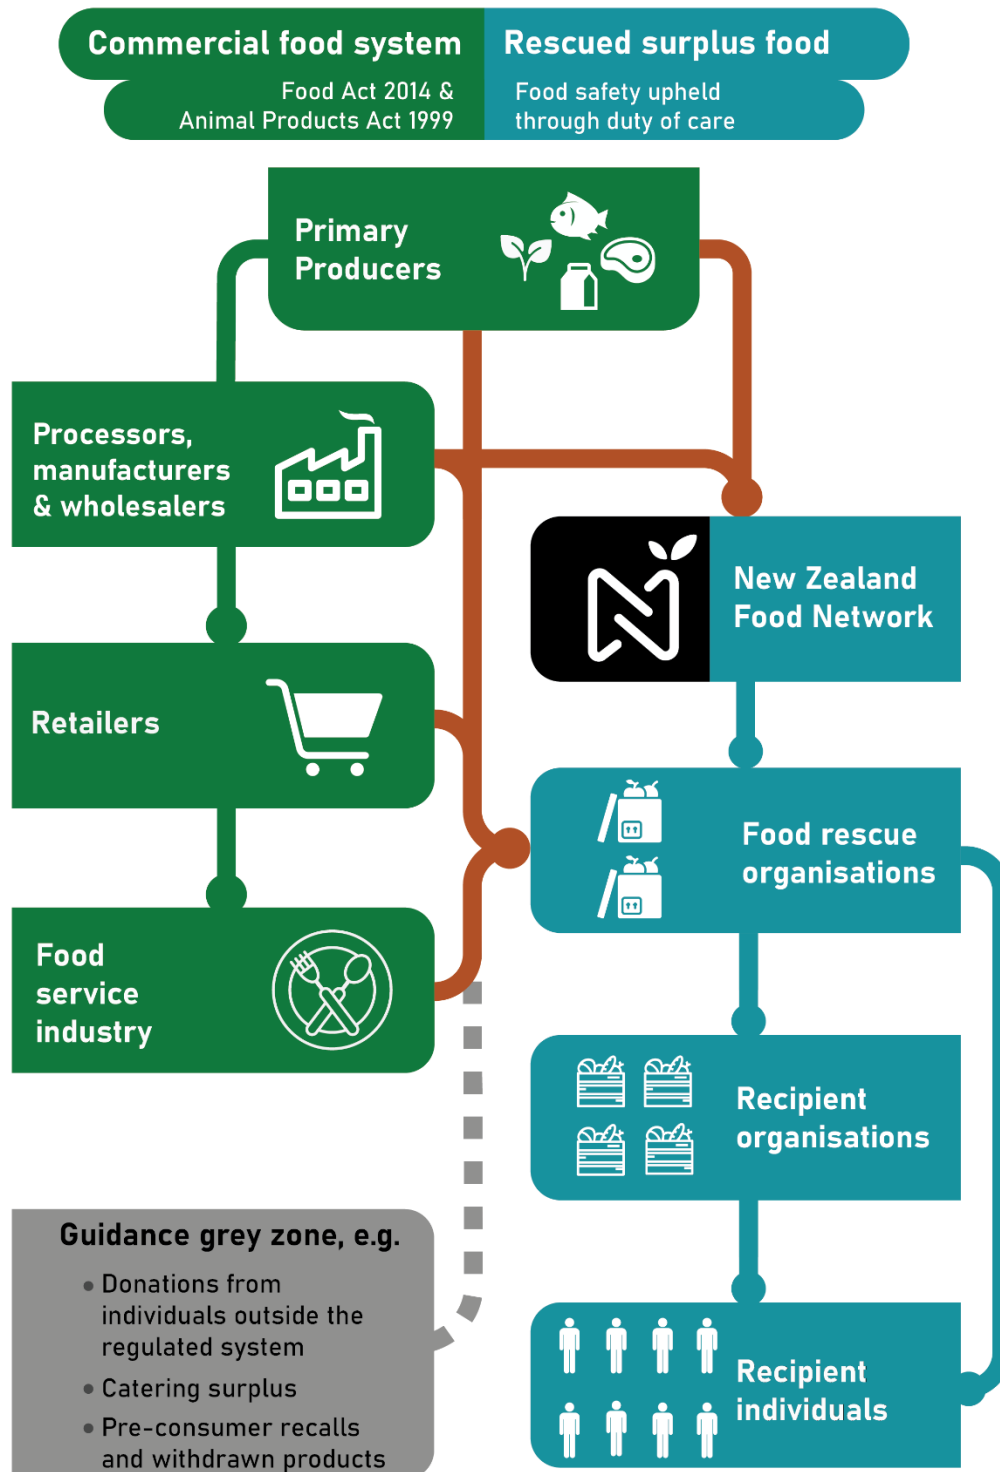 Commercial food system
Food Act 2014 &
Animal Products Act 1999
Rescued surplus food
Food safety upheld
through duty of care
Primary
Producers
Processors,
manufacturers
& wholesalers
New Zealand
Food Network
Retailers
Food rescue
organisations
Food
service
industry
Recipient
organisations
Guidance grey zone, e.g.
• Donations from
individuals outside the
regulated system
• Catering surplus
• Pre-consumer recalls
and withdrawn products
Recipient
individuals